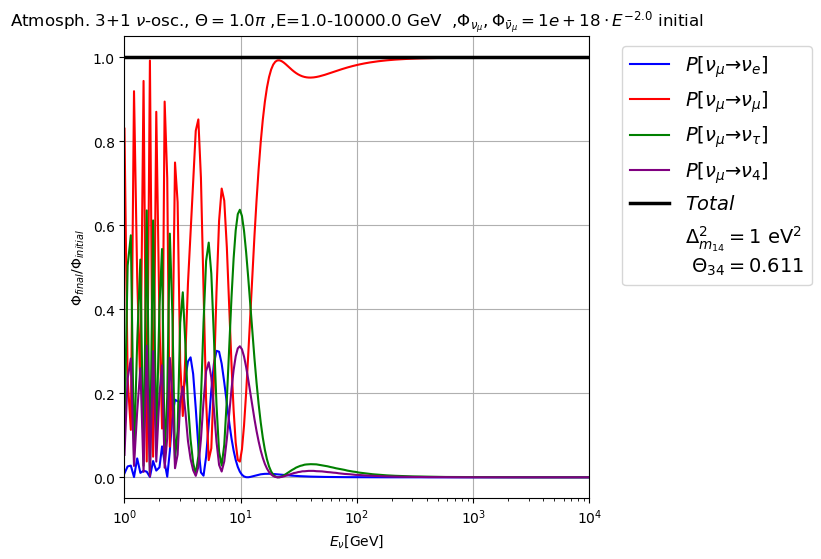 Atmosph. 3+1 ν-osc., Θ = 1.0π ,E=1.0-10000.0 GeV ,Φ_{ν_μ}, Φ_{ν̄_μ} = 1e + 18 · E^{−2.0} initial
1.0
0.8
0.6
0.4
0.2
0.0
Φ_{final}/Φ_{initial}
10^0
10^1
10^2
10^3
10^4
E_ν[GeV]
P[ν_μ→ν_e]
P[ν_μ→ν_μ]
P[ν_μ→ν_τ]
P[ν_μ→ν_4]
Total
Δ^2_{m_{14}} = 1 eV^2
Θ_{34} = 0.611